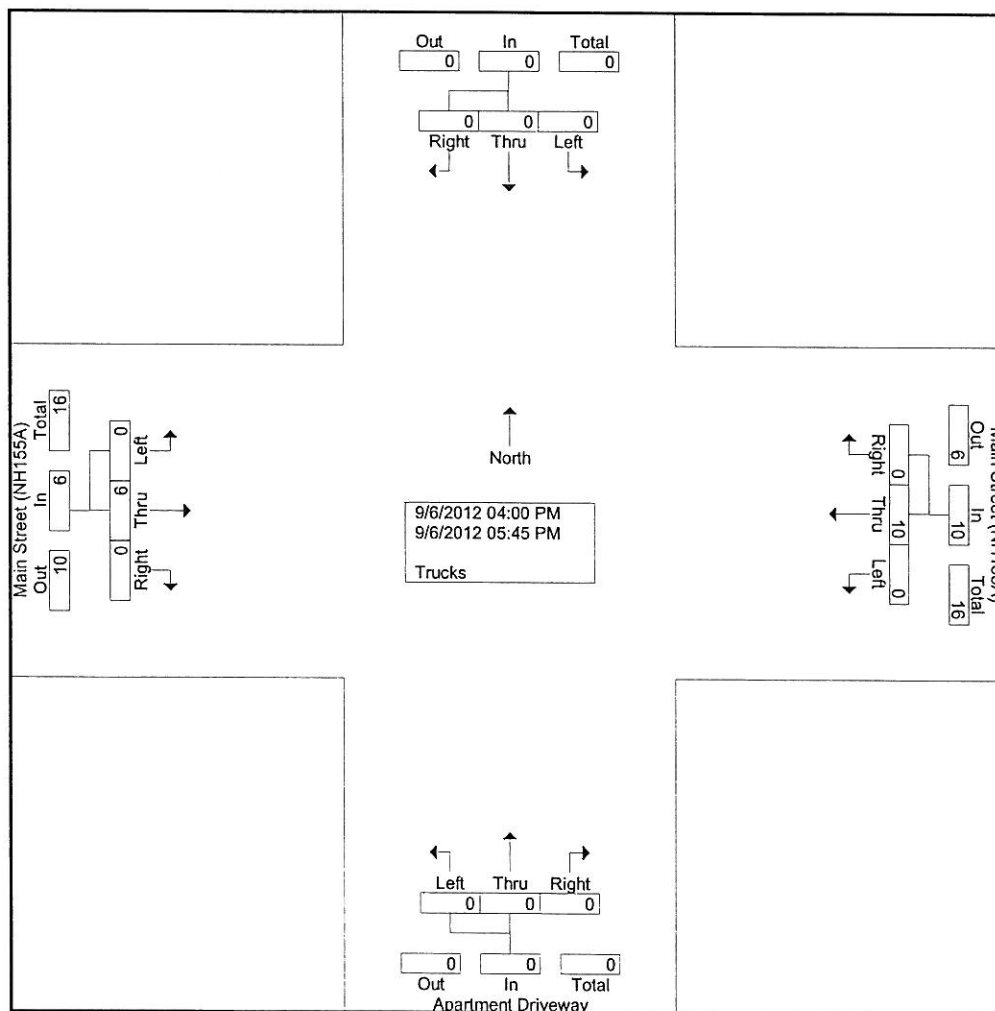 Out In Total
0 0 0
0 0 0
Right Thru Left
Main Street (NH155A)
Total In Out
16 6 10
0 6 0
Left Thru Right
North
9/6/2012 04:00 PM
9/6/2012 05:45 PM
Trucks
Right Thru Left
0 10 0
6 10 16
Out In Total
Left Thru Right
0 0 0
0 0 0
Out In Total
Apartment Driveway